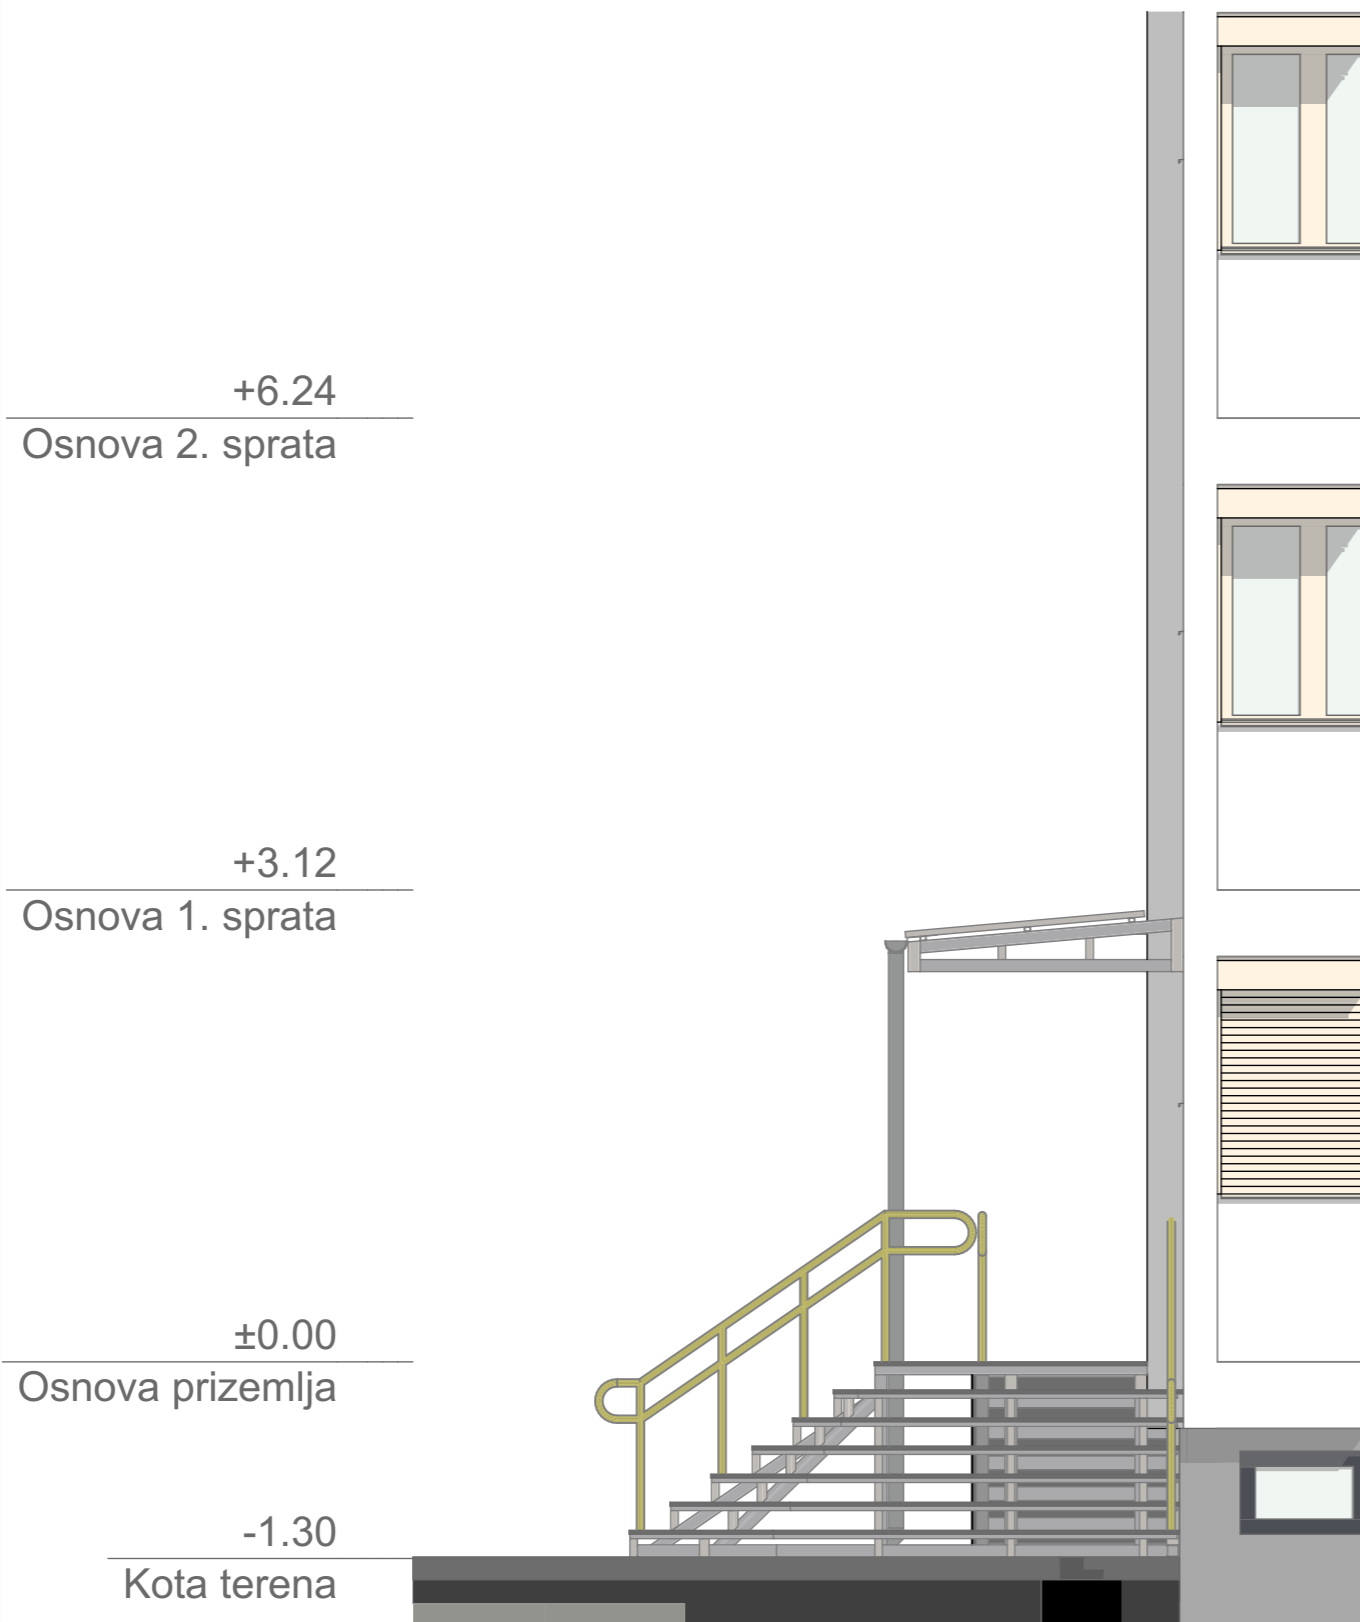 +6.24
Osnova 2. sprata
+3.12
Osnova 1. sprata
±0.00
Osnova prizemlja
-1.30
Kota terena